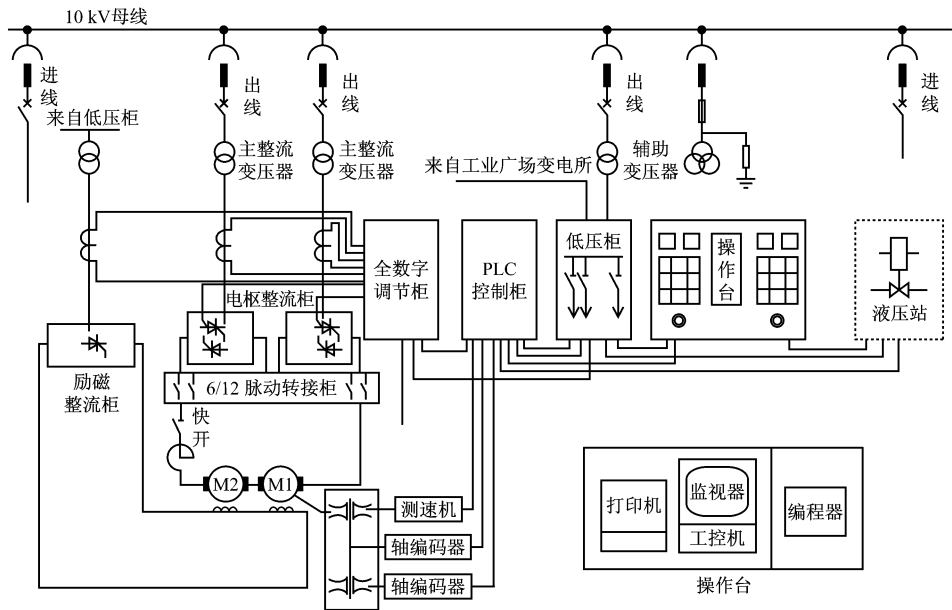 10 kV母线
进线
出线
出线
出线
进线
来自低压柜
主整流
变压器
主整流
变压器
来自工业广场变电所
辅助
变压器
全数字
调节柜
PLC
控制柜
低压柜
操作台
液压站
电枢整流柜
励磁
整流柜
6/12 脉动转接柜
快开
M2
M1
测速机
轴编码器
轴编码器
打印机
监视器
工控机
编程器
操作台